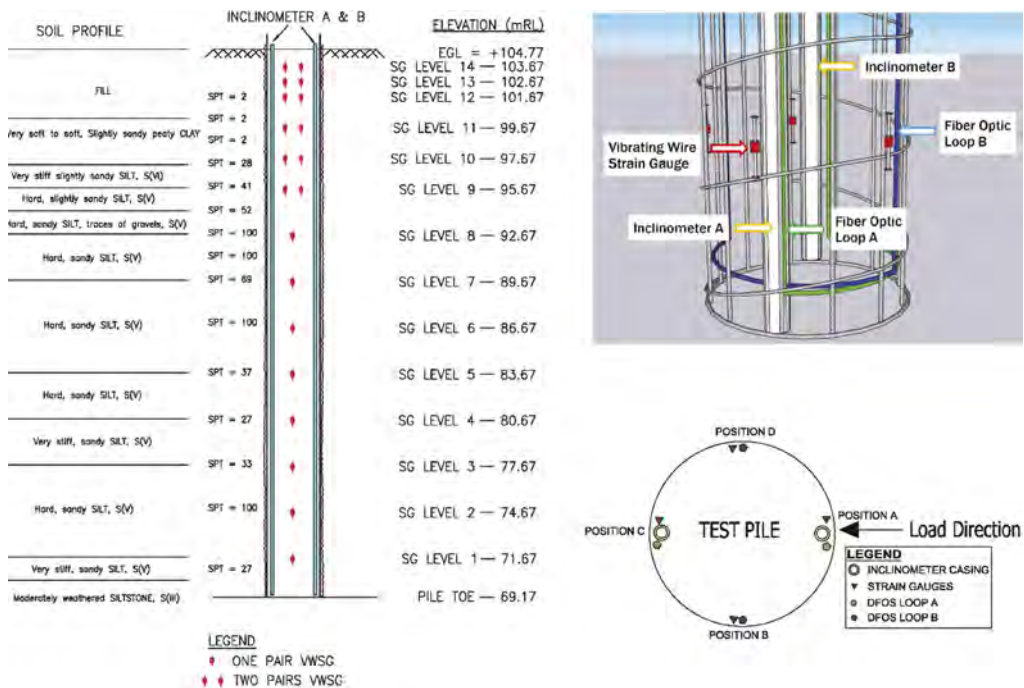 SOIL PROFILE
INCLINOMETER A & B
ELEVATION (mRL)
EGL = +104.77
SG LEVEL 14 — 103.67
SG LEVEL 13 — 102.67
SG LEVEL 12 — 101.67
SG LEVEL 11 — 99.67
SG LEVEL 10 — 97.67
SG LEVEL 9 — 95.67
SG LEVEL 8 — 92.67
SG LEVEL 7 — 89.67
SG LEVEL 6 — 86.67
SG LEVEL 5 — 83.67
SG LEVEL 4 — 80.67
SG LEVEL 3 — 77.67
SG LEVEL 2 — 74.67
SG LEVEL 1 — 71.67
PILE TOE — 69.17
FILL
Very soft to soft, Slightly sandy peaty CLAY
Very stiff slightly sandy SILT, S(VI)
Hard, slightly sandy SILT, S(V)
Hard, sandy SILT, traces of gravels, S(V)
Hard, sandy SILT, S(V)
Hard, sandy SILT, S(V)
Hard, sandy SILT, S(V)
Very stiff, sandy SILT, S(V)
Hard, sandy SILT, S(V)
Very stiff, sandy SILT, S(V)
Moderately weathered SILTSTONE, S(III)
SPT = 2
SPT = 2
SPT = 2
SPT = 28
SPT = 41
SPT = 52
SPT = 100
SPT = 100
SPT = 69
SPT = 100
SPT = 37
SPT = 27
SPT = 33
SPT = 100
SPT = 27
LEGEND
ONE PAIR VWSG
TWO PAIRS VWSG
Inclinometer B
Vibrating Wire
Strain Gauge
Fiber Optic
Loop B
Inclinometer A
Fiber Optic
Loop A
POSITION D
POSITION C
TEST PILE
POSITION A
Load Direction
POSITION B
LEGEND
INCLINOMETER CASING
STRAIN GAUGES
DFOS LOOP A
DFOS LOOP B